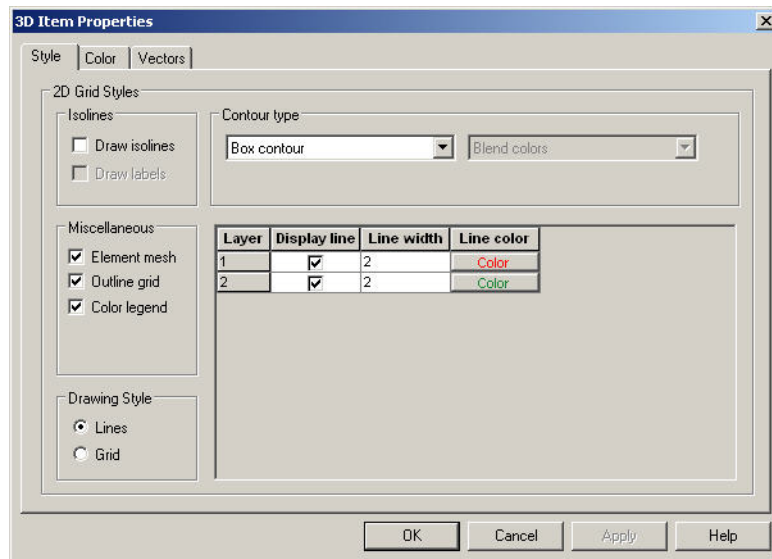 3D Item Properties
Style
Color
Vectors
2D Grid Styles
Isolines
Draw isolines
Draw labels
Contour type
Box contour
Blend colors
Miscellaneous
Element mesh
Outline grid
Color legend
Layer Display line Line width Line color
1 2 Color
2 2 Color
Drawing Style
Lines
Grid
OK
Cancel
Apply
Help